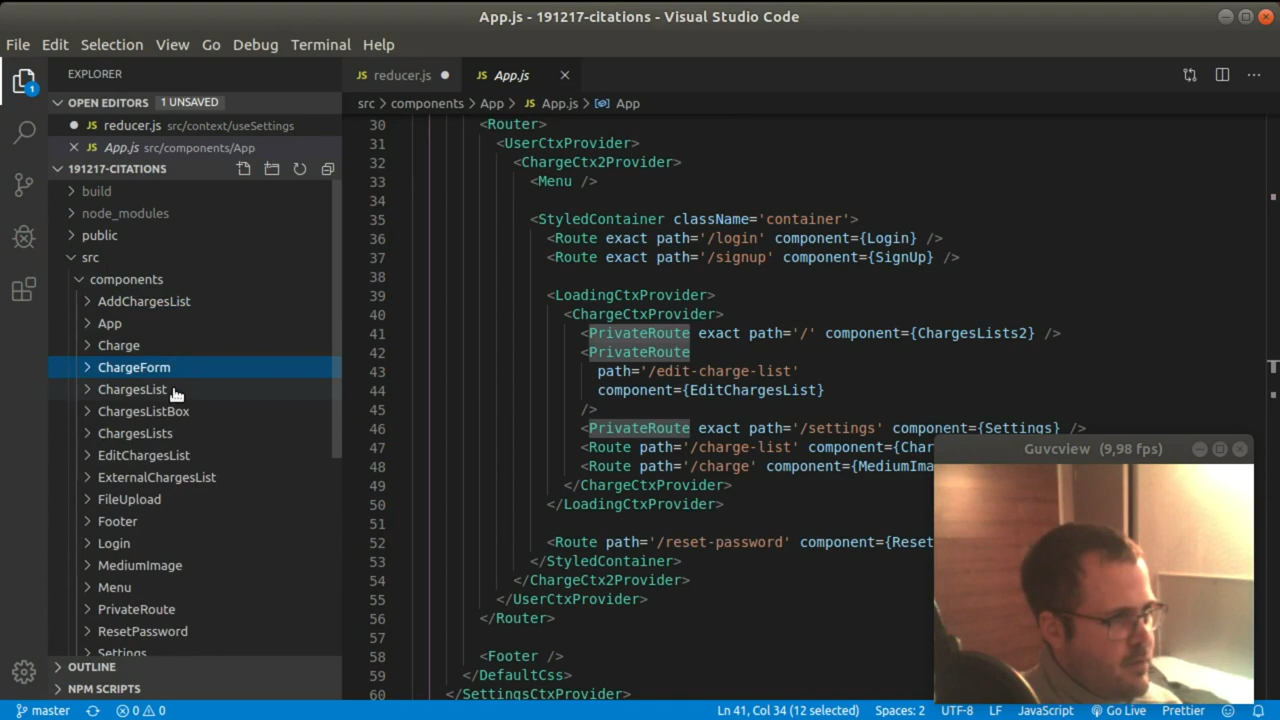 App.js - 191217-citations - Visual Studio Code
File Edit Selection View Go Debug Terminal Help
EXPLORER
OPEN EDITORS 1 UNSAVED
reducer.js src/context/useSettings
App.js src/components/App
191217-CITATIONS
build
node_modules
public
src
components
AddChargesList
App
Charge
ChargeForm
ChargesList
ChargesListBox
ChargesLists
EditChargesList
ExternalChargesList
FileUpload
Footer
Login
MediumImage
Menu
PrivateRoute
ResetPassword
Settings
OUTLINE
NPM SCRIPTS
1
JS reducer.js
JS App.js
src > components > App > JS App.js > App
30 <Router>
31 <UserCtxProvider>
32 <ChargeCtx2Provider>
33 <Menu />
34
35 <StyledContainer className='container'>
36 <Route exact path='/login' component={Login} />
37 <Route exact path='/signup' component={SignUp} />
38
39 <LoadingCtxProvider>
40 <ChargeCtxProvider>
41 <PrivateRoute exact path='/' component={ChargesLists2} />
42 <PrivateRoute
43 path='/edit-charge-list'
44 component={EditChargesList}
45 />
46 <PrivateRoute exact path='/settings' component={Settings} />
47 <Route path='/charge-list' component={Char
48 <Route path='/charge' component={MediumIma
49 </ChargeCtxProvider>
50 </LoadingCtxProvider>
51
52 <Route path='/reset-password' component={Reset
53 </StyledContainer>
54 </ChargeCtx2Provider>
55 </UserCtxProvider>
56 </Router>
57
58 <Footer />
59 </DefaultCss>
60 </SettingsCtxProvider>
Guvcview (9,98 fps)
master 0 0 Ln 41, Col 34 (12 selected) Spaces: 2 UTF-8 LF JavaScript Go Live Prettier